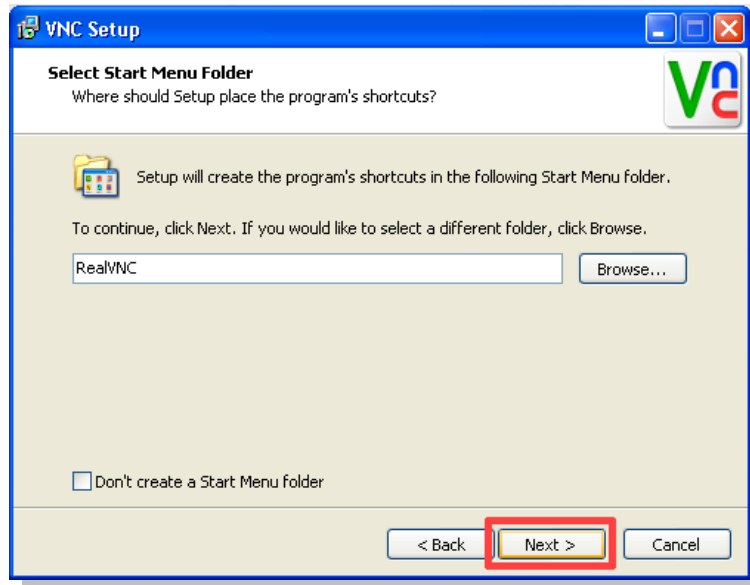 VNC Setup
Select Start Menu Folder
Where should Setup place the program's shortcuts?
Vnc
Setup will create the program's shortcuts in the following Start Menu folder.
To continue, click Next. If you would like to select a different folder, click Browse.
RealVNC
Browse...
Don't create a Start Menu folder
< Back
Next >
Cancel